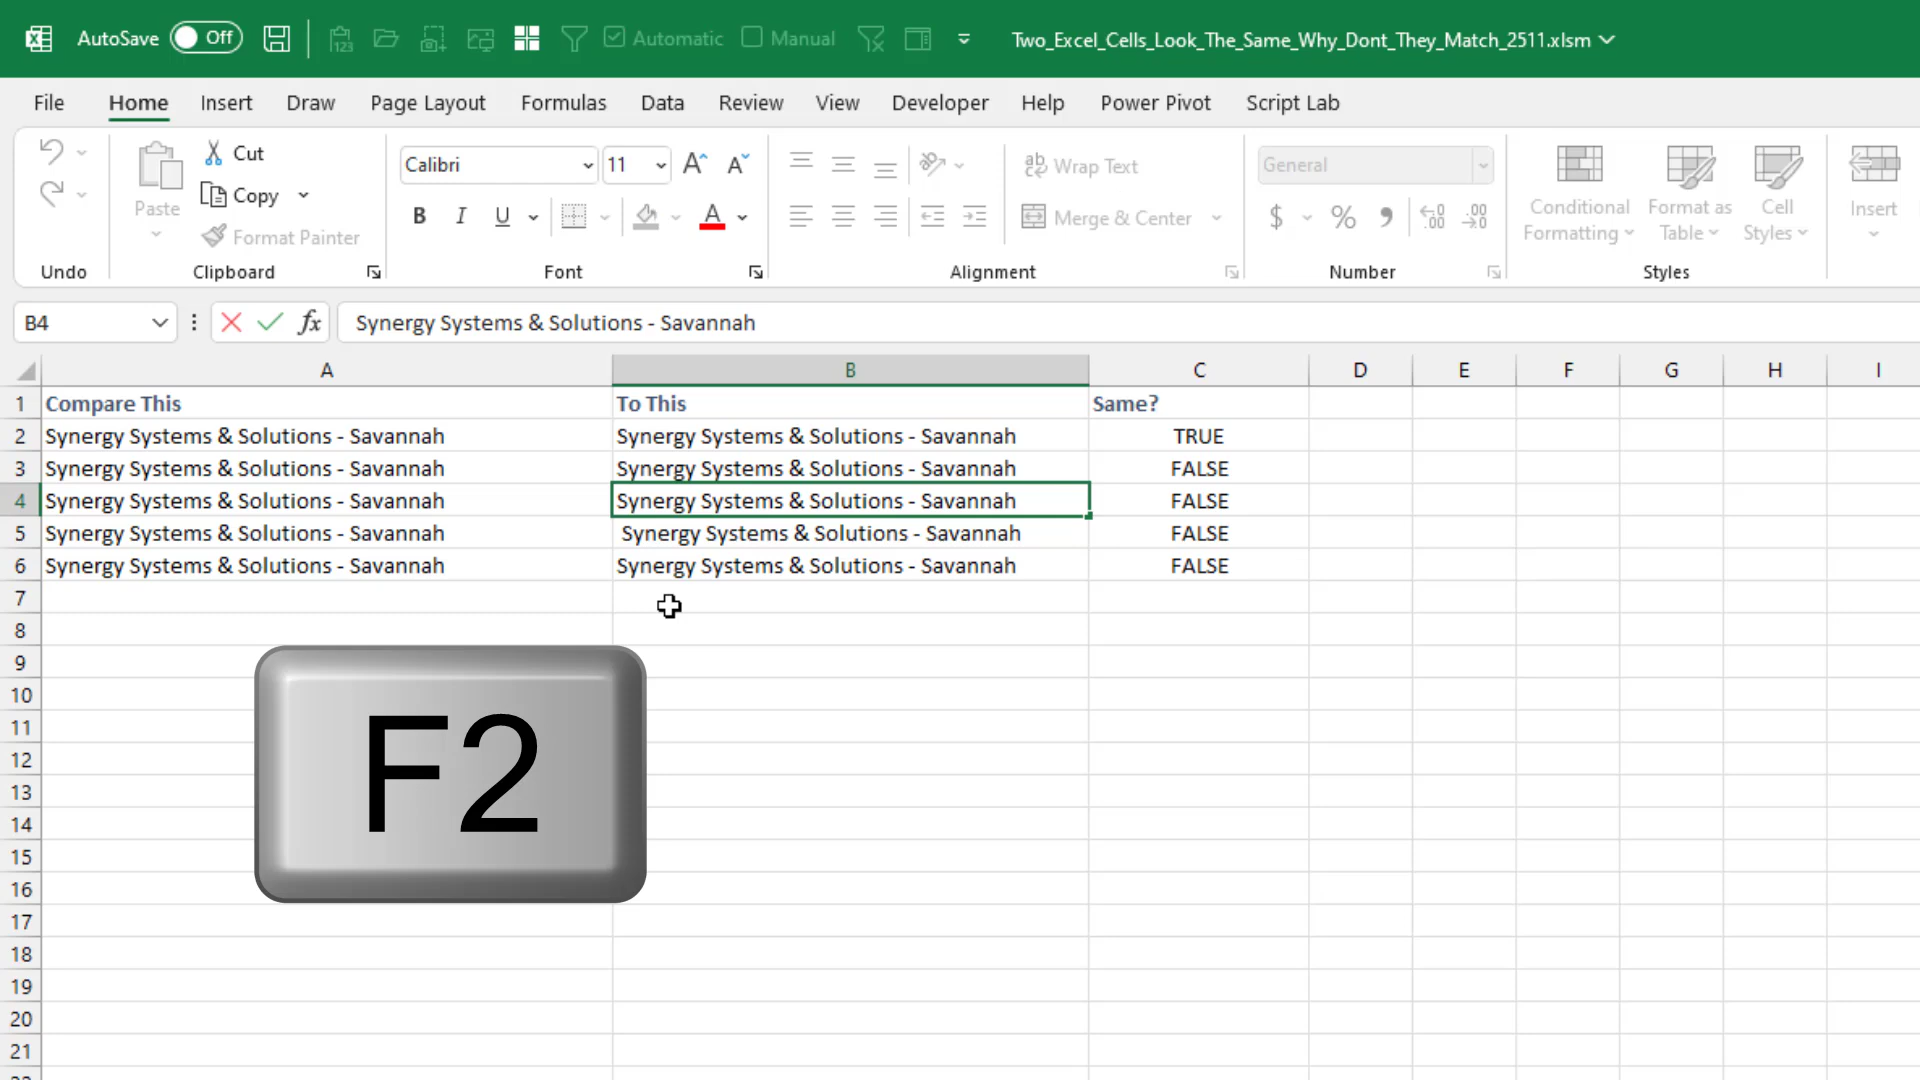 AutoSave Off Automatic Manual Two_Excel_Cells_Look_The_Same_Why_Dont_They_Match_2511.xlsm
File Home Insert Draw Page Layout Formulas Data Review View Developer Help Power Pivot Script Lab
Cut
Copy
Format Painter
Paste
Undo
Clipboard
Calibri 11
B I U A
Font
Wrap Text
Merge & Center
Alignment
General
$ % 
Number
Conditional Formatting
Format as Table
Cell Styles
Styles
Insert
B4 fx Synergy Systems & Solutions - Savannah
A B C D E F G H I
1 Compare This To This Same?
2 Synergy Systems & Solutions - Savannah Synergy Systems & Solutions - Savannah TRUE
3 Synergy Systems & Solutions - Savannah Synergy Systems & Solutions - Savannah FALSE
4 Synergy Systems & Solutions - Savannah Synergy Systems & Solutions - Savannah FALSE
5 Synergy Systems & Solutions - Savannah Synergy Systems & Solutions - Savannah FALSE
6 Synergy Systems & Solutions - Savannah Synergy Systems & Solutions - Savannah FALSE
7
8
9
10
11
12
13
14
15
16
17
18
19
20
21
F2